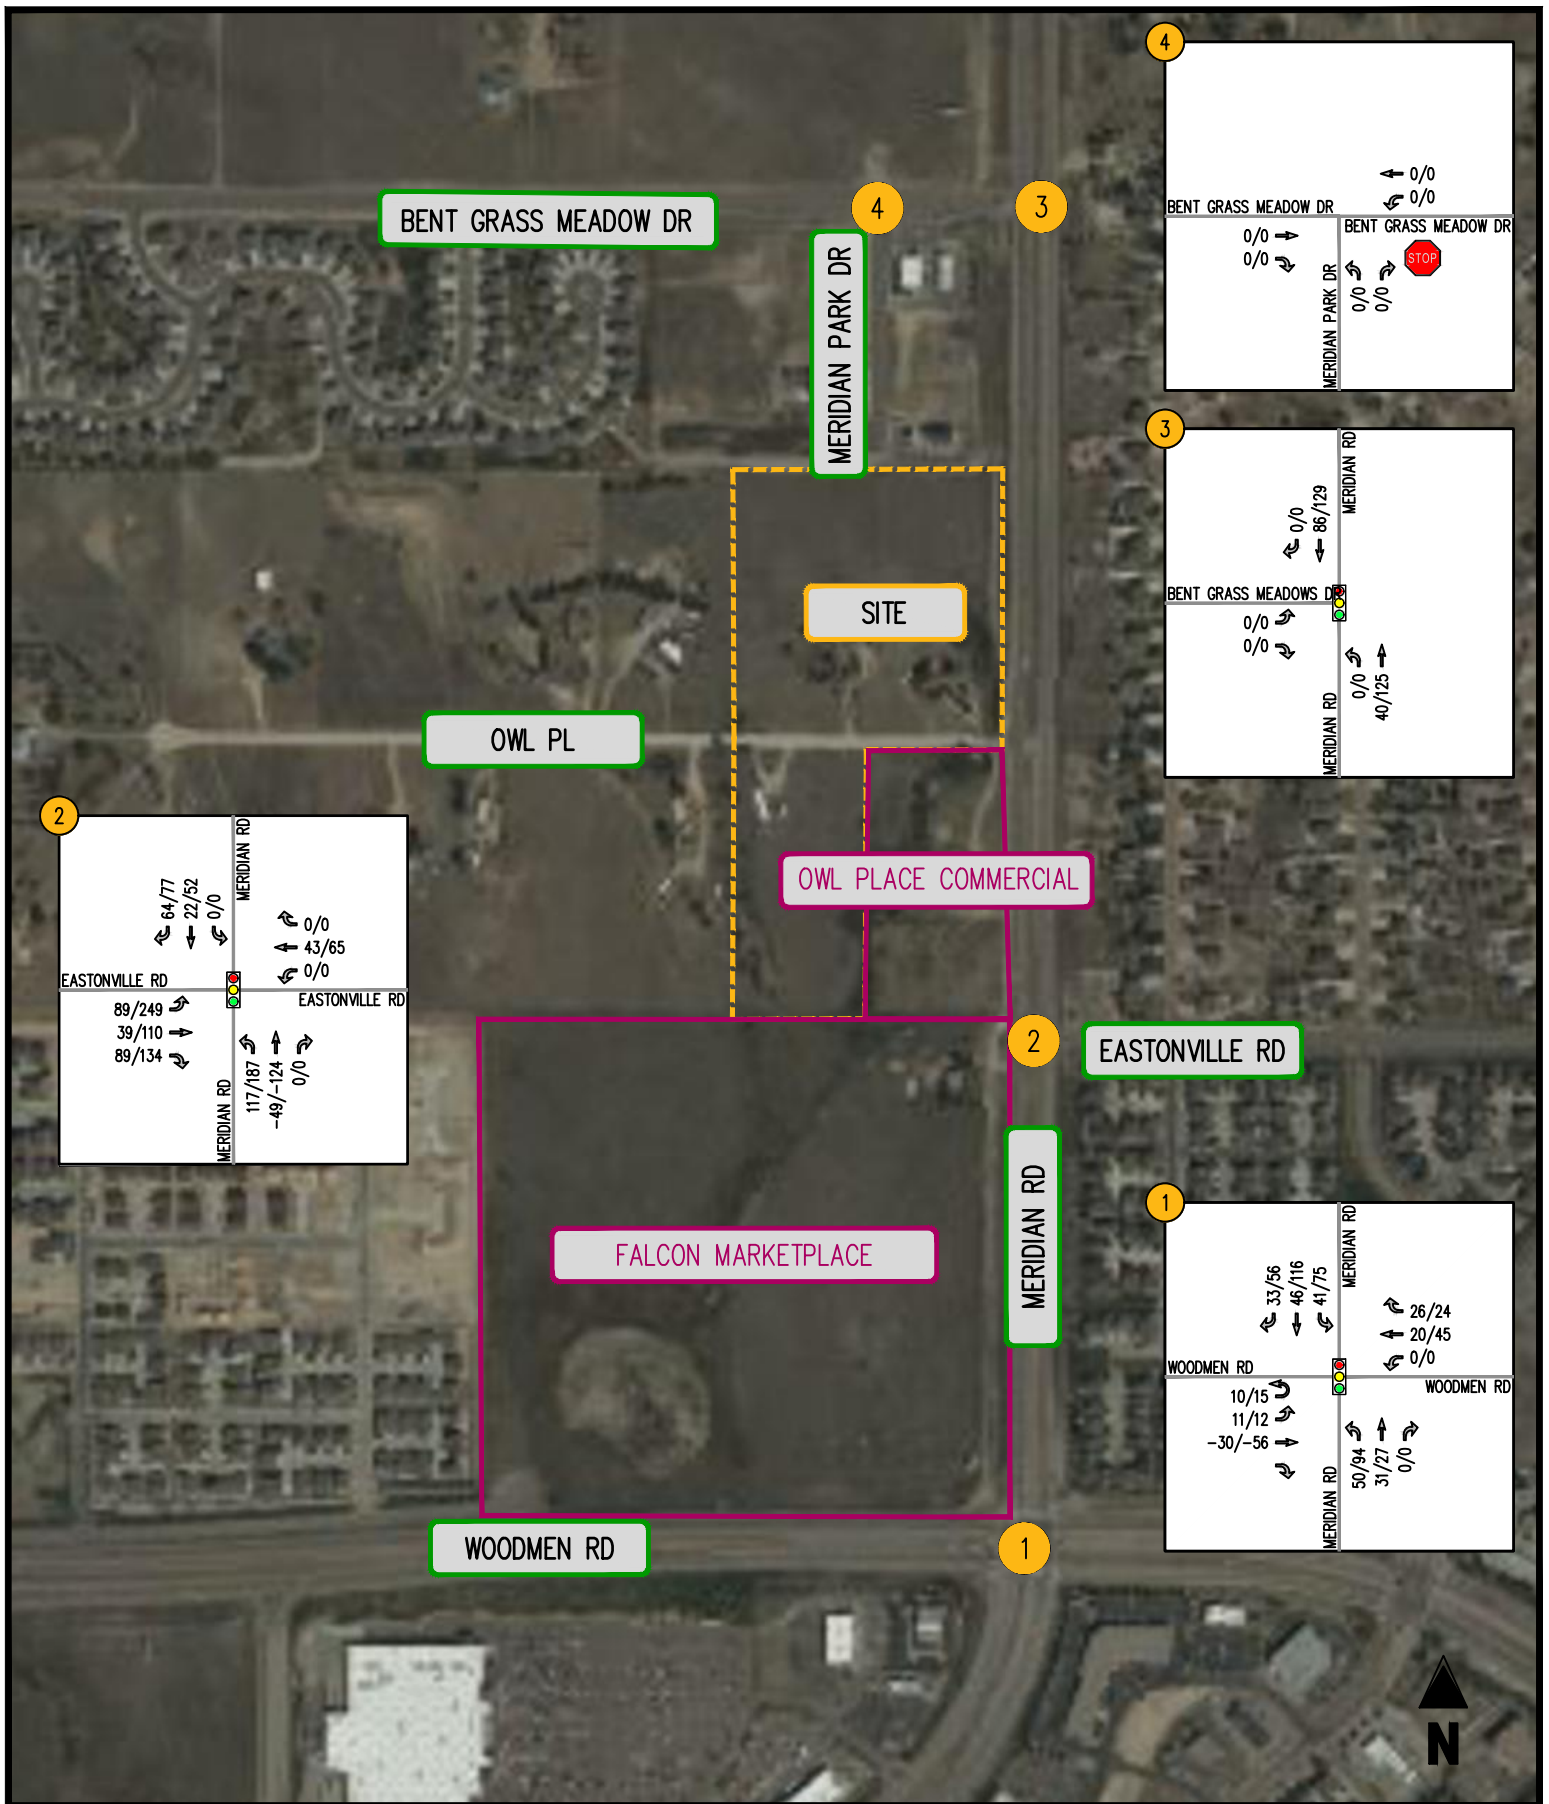 4
0/0
0/0
BENT GRASS MEADOW DR
BENT GRASS MEADOW DR
0/0
0/0
STOP
0/0
0/0
MERIDIAN PARK DR
BENT GRASS MEADOW DR
4
3
MERIDIAN PARK DR
3
MERIDIAN RD
0/0
86/129
BENT GRASS MEADOWS DR
0/0
0/0
0/0
40/125
MERIDIAN RD
SITE
OWL PL
OWL PLACE COMMERCIAL
2
MERIDIAN RD
64/77
22/52
0/0
0/0
43/65
0/0
EASTONVILLE RD
EASTONVILLE RD
89/249
39/110
89/134
117/187
-49/-124
0/0
MERIDIAN RD
2
EASTONVILLE RD
MERIDIAN RD
FALCON MARKETPLACE
1
MERIDIAN RD
33/56
46/116
41/75
26/24
20/45
0/0
WOODMEN RD
WOODMEN RD
10/15
11/12
-30/-56
50/94
31/27
0/0
MERIDIAN RD
WOODMEN RD
1
N